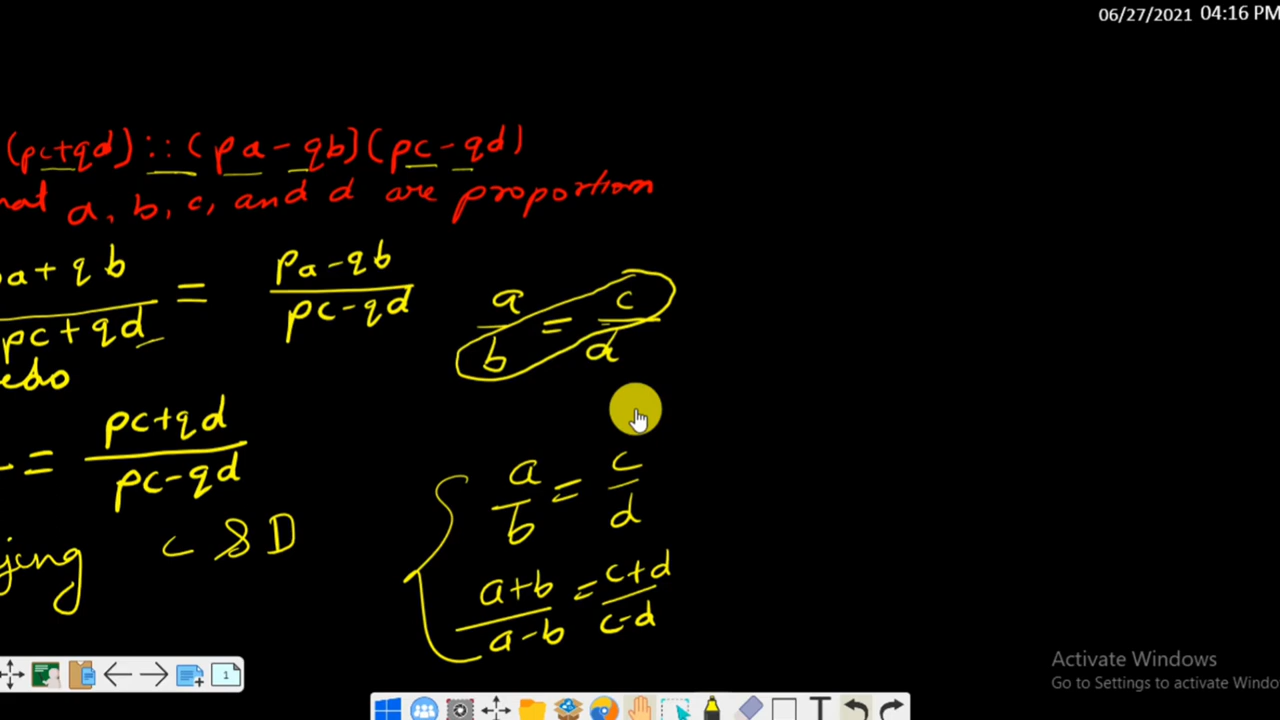 06/27/2021 04:16 PM
(pc+qd) :: (pa-qb)(pc-qd)
a, b, c, and d are proportion
a+qb/pc+qd = pa-qb/pc-qd
a/b = c/d
= pc+qd/pc-qd
a/b = c/d
C & D
a+b/a-b = c+d/c-d
Activate Windows
Go to Settings to activate Windo
1
T